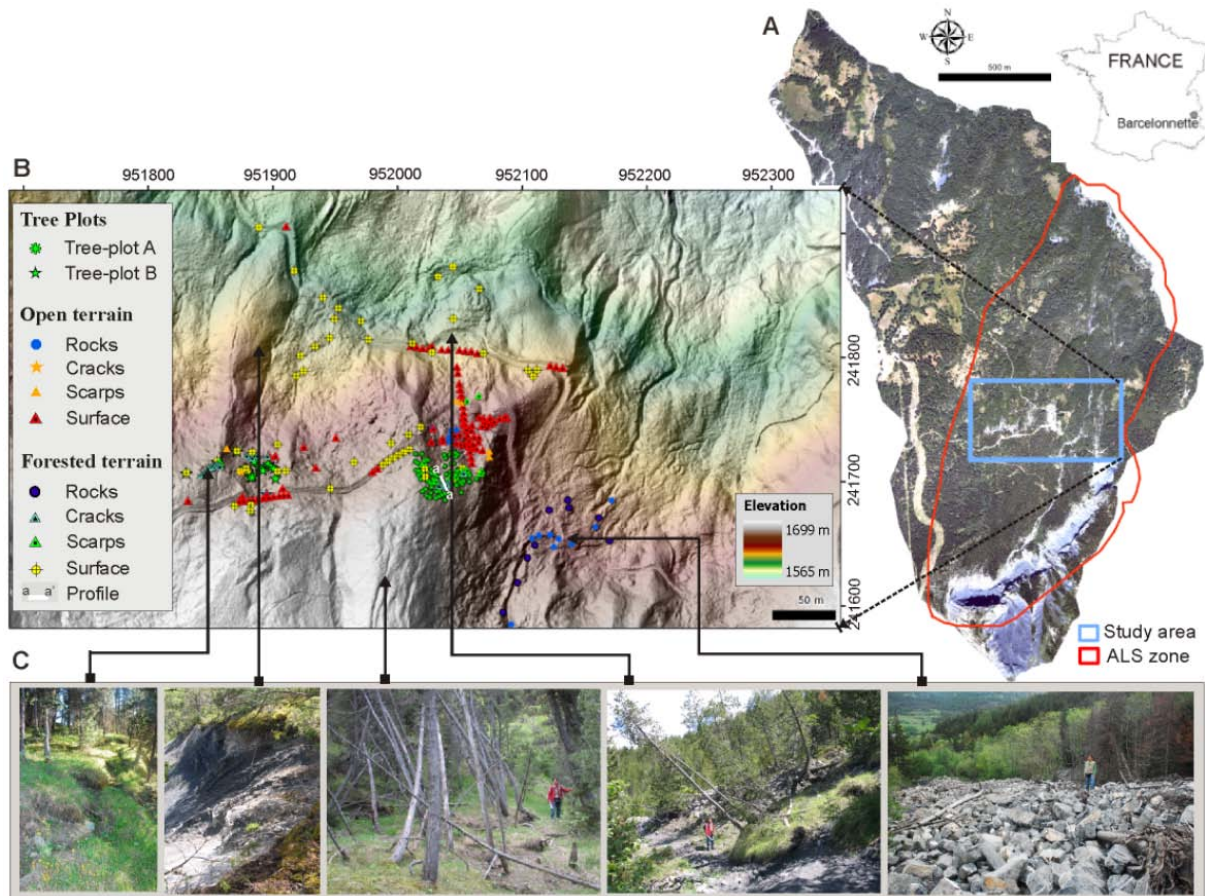 A
N
W
E
S
500 m
FRANCE
Barcelonnette
B
951800
951900
952000
952100
952200
952300
Tree Plots
Tree-plot A
Tree-plot B
Open terrain
Rocks
Cracks
Scarps
Surface
Forested terrain
Rocks
Cracks
Scarps
Surface
a a' Profile
a
a'
241800
241700
241600
Elevation
1699 m
1565 m
50 m
Study area
ALS zone
C